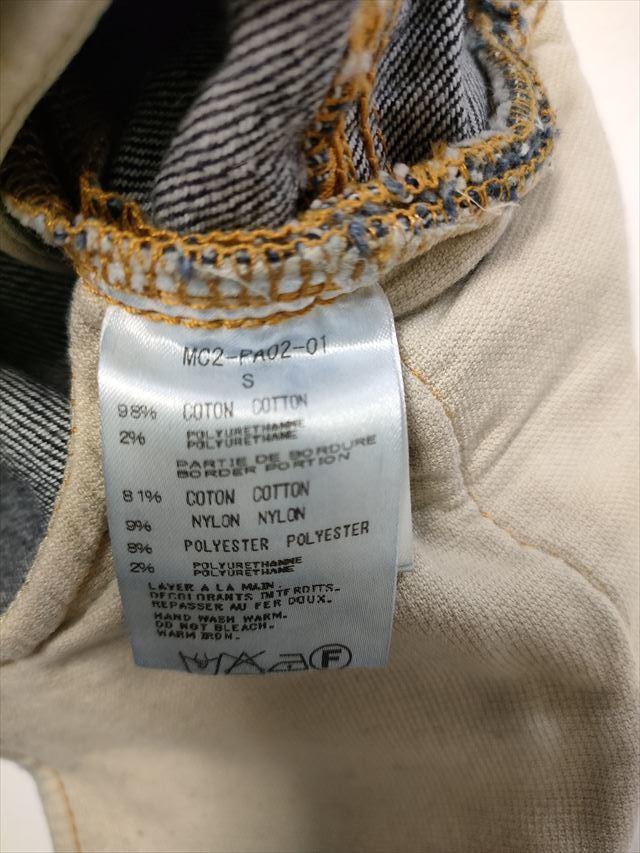 MC2-PA02-01
S
98% COTON COTTON
2% POLYURETHANNE
POLYURETHANE
PARTIE DE BORDURE
BORDER PORTION
81% COTON COTTON
9% NYLON NYLON
8% POLYESTER POLYESTER
2% POLYURETHANNE
POLYURETHANE
LAVER A LA MAIN.
DECOLORANTS INTERDITS.
REPASSER AU FER DOUX.
HAND WASH WARM.
DO NOT BLEACH.
WARM IRON.
F